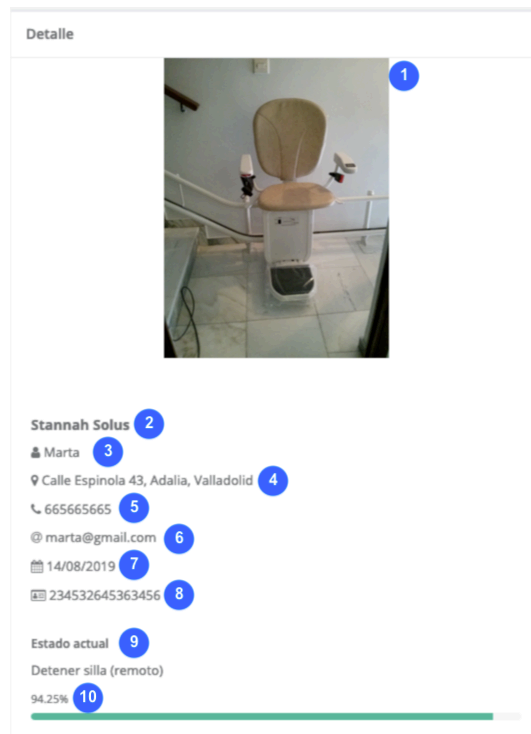 Detalle
1
Stannah Solus 2
Marta 3
Calle Espinola 43, Adalia, Valladolid 4
665665665 5
@ marta@gmail.com 6
14/08/2019 7
234532645363456 8
Estado actual 9
Detener silla (remoto)
94.25% 10